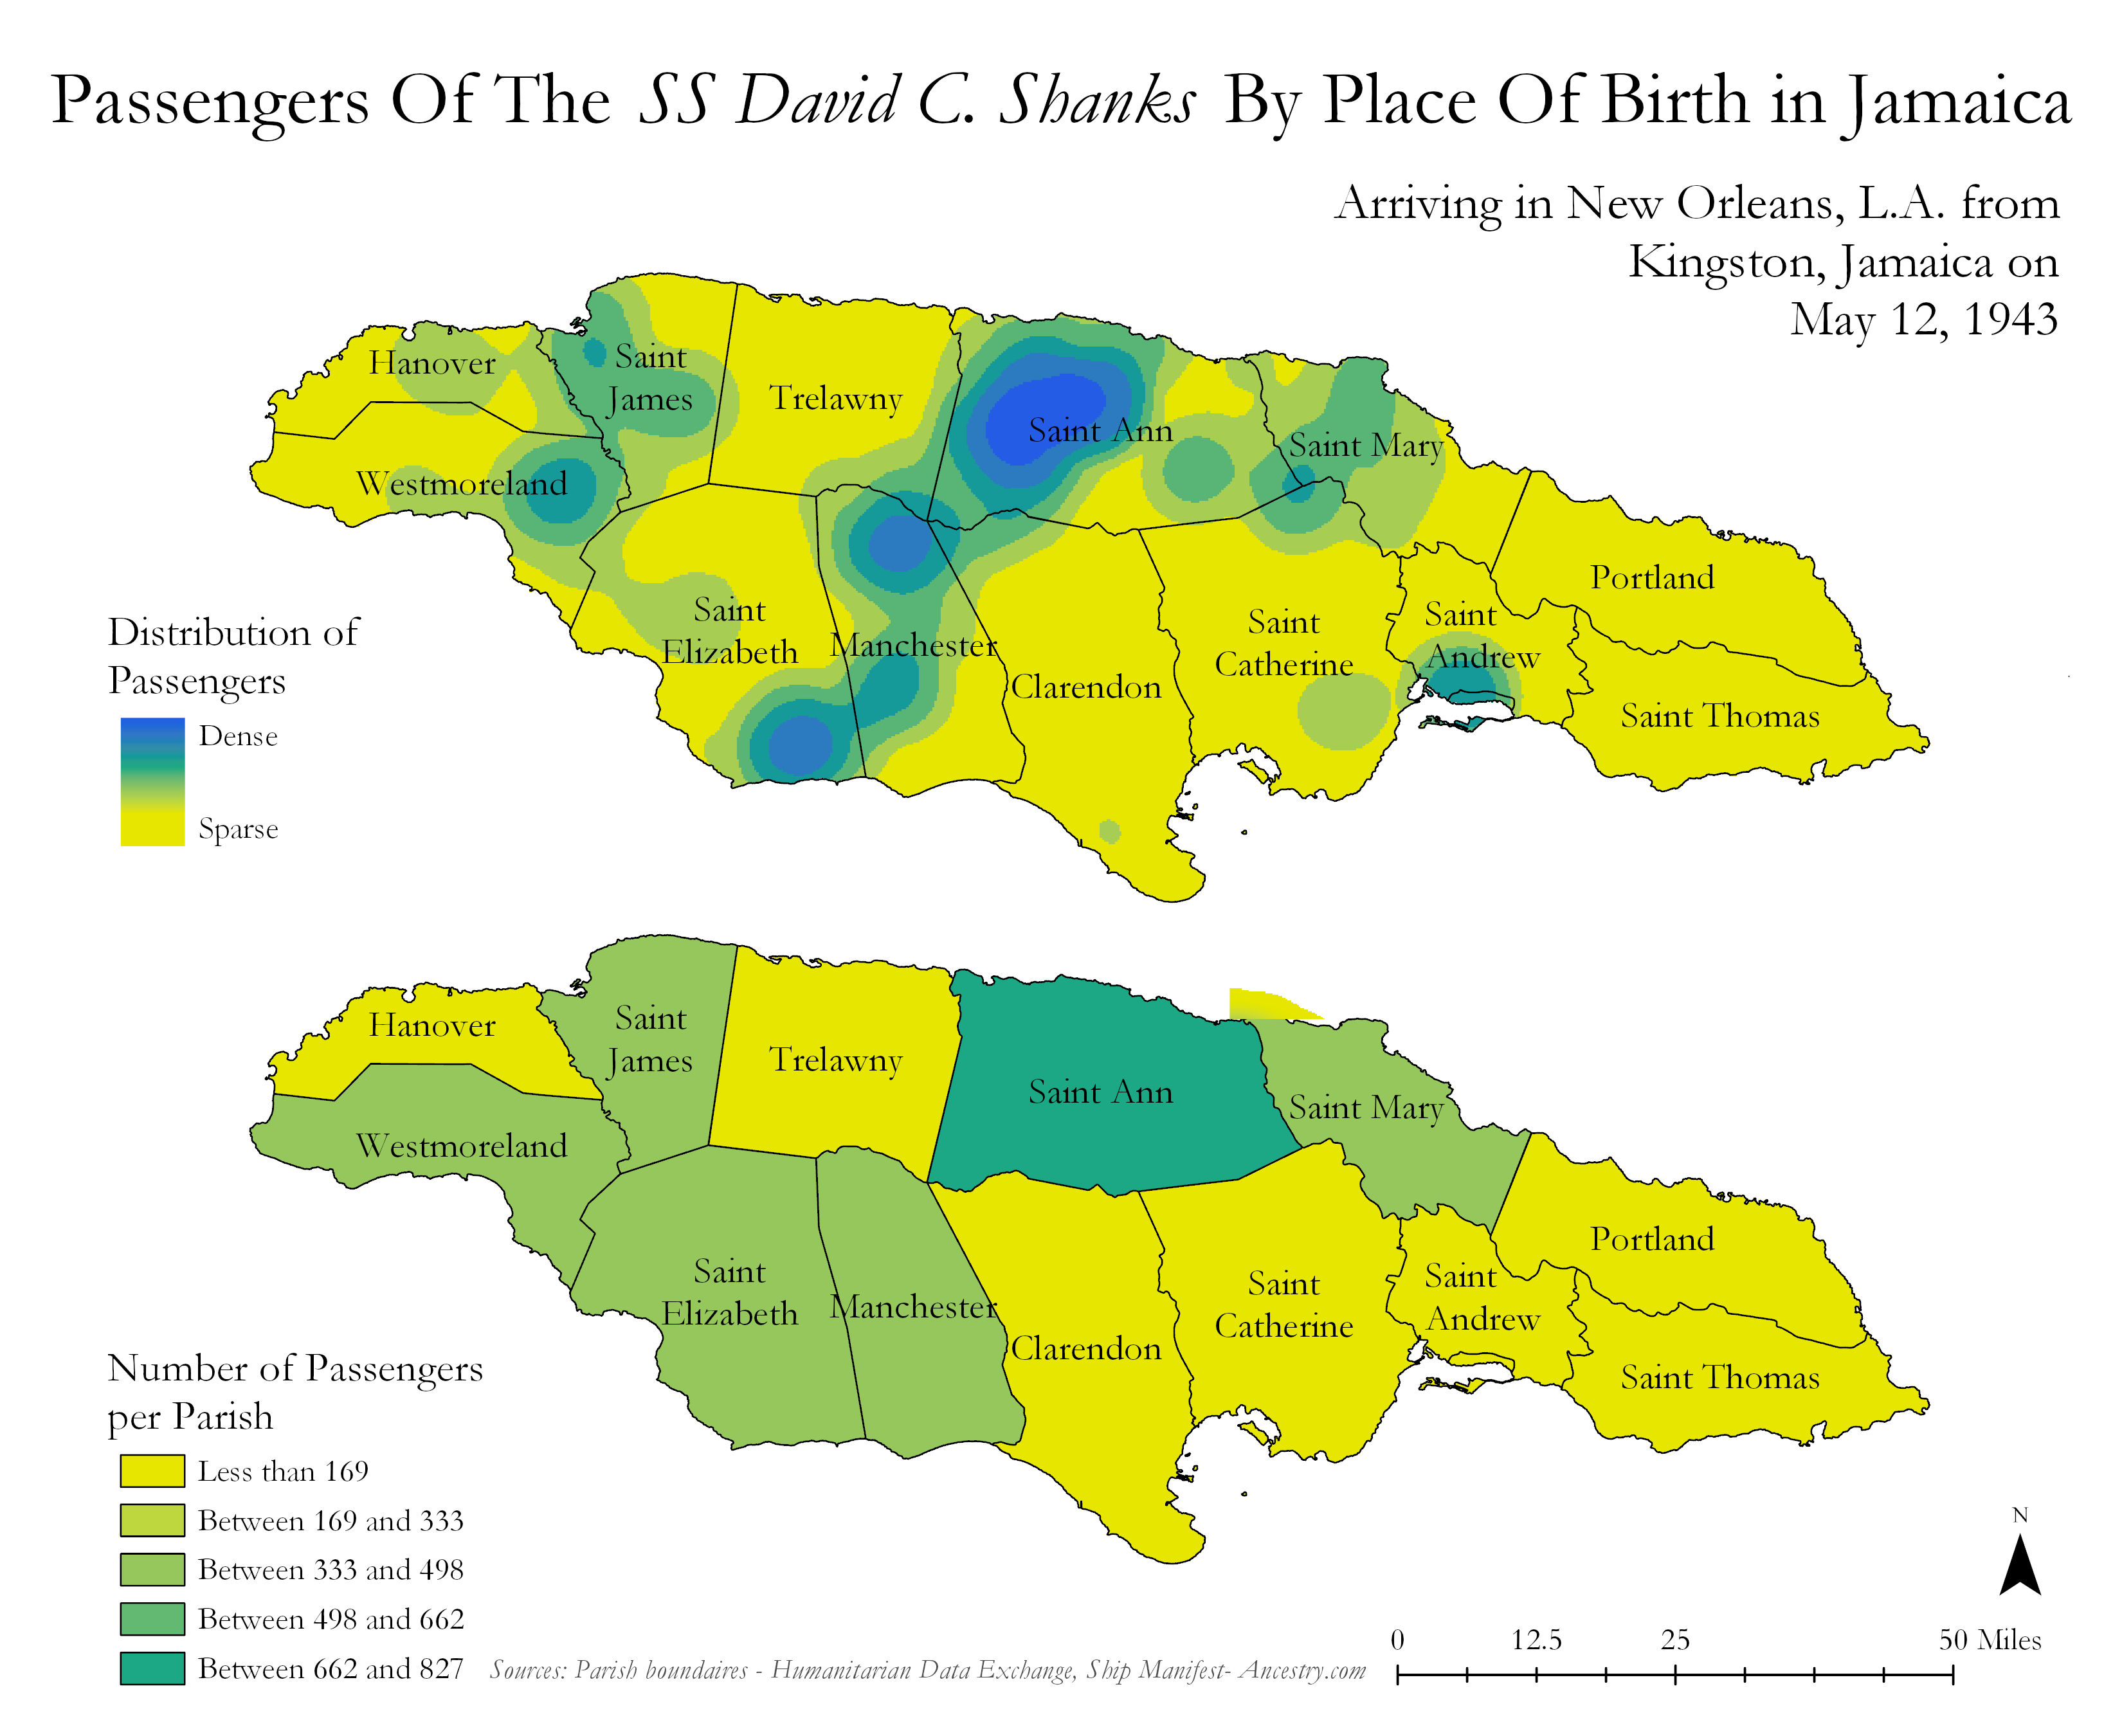 Passengers Of The SS David C. Shanks By Place Of Birth in Jamaica
Arriving in New Orleans, L.A. from
Kingston, Jamaica on
May 12, 1943
Hanover
Saint
James
Trelawny
Saint Ann
Saint Mary
Westmoreland
Portland
Saint
Elizabeth
Manchester
Clarendon
Saint
Catherine
Saint
Andrew
Saint Thomas
Distribution of
Passengers
Dense
Sparse
Hanover
Saint
James
Trelawny
Saint Ann
Saint Mary
Westmoreland
Portland
Saint
Elizabeth
Manchester
Clarendon
Saint
Catherine
Saint
Andrew
Saint Thomas
Number of Passengers
per Parish
Less than 169
Between 169 and 333
Between 333 and 498
Between 498 and 662
Between 662 and 827
Sources: Parish boundaires - Humanitarian Data Exchange, Ship Manifest- Ancestry.com
N
0 12.5 25 50 Miles